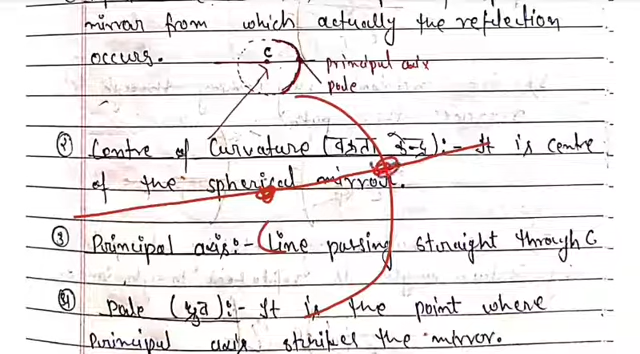 mirror from which actually the reflection
occurs.
C
principal axis
pole
२) Centre of Curvature (वक्रता केन्द्र):- It is centre
of the spherical mirror.
③ Principal axis:- Line passing straight through C
Pole (ध्रुव):- It is the point where
Principal axis strikes the mirror.